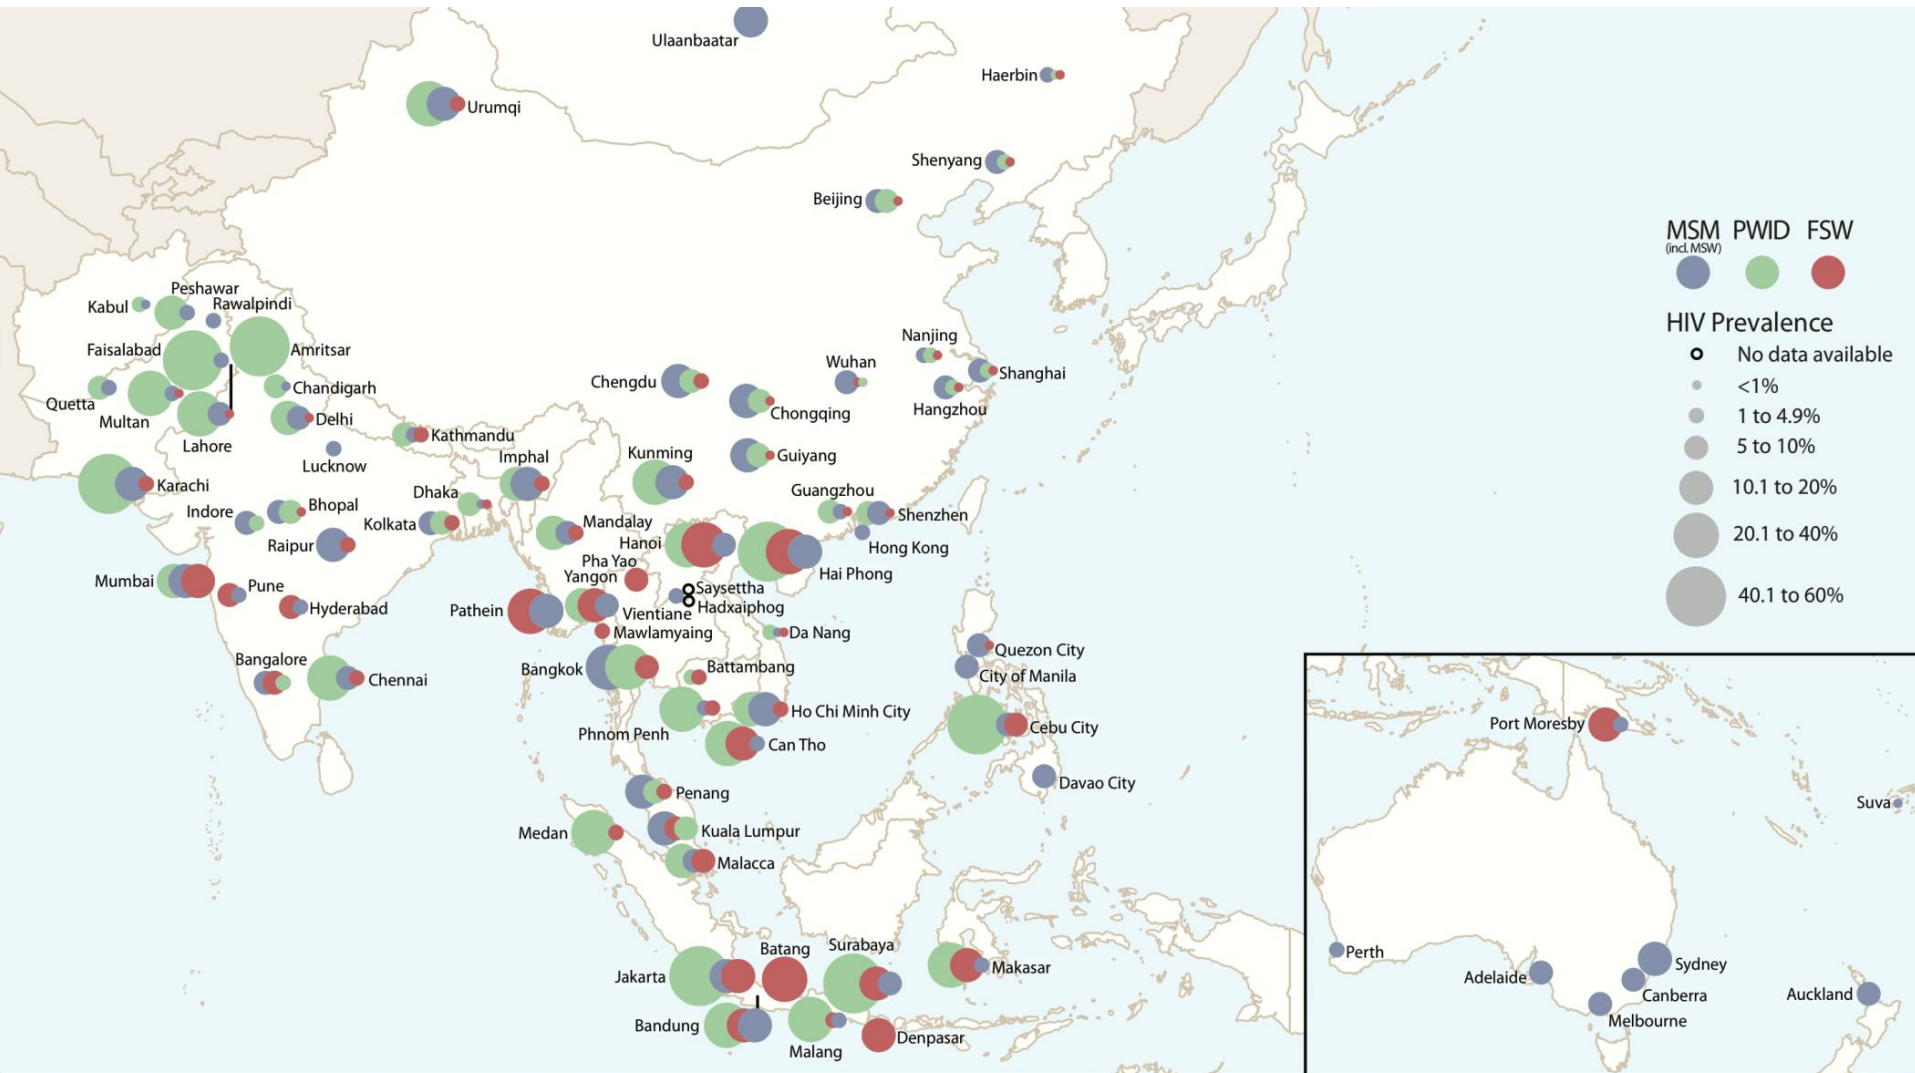 Ulaanbaatar
Haerbin
Urumqi
Shenyang
Beijing
MSM PWID FSW
(incl. MSW)
Peshawar
Kabul
Rawalpindi
HIV Prevalence
Nanjing
Faisalabad
Amritsar
No data available
Wuhan
Shanghai
Chengdu
<1%
Chandigarh
Quetta
Hangzhou
Chongqing
1 to 4.9%
Multan
Delhi
Kathmandu
Lahore
5 to 10%
Kunming
Guiyang
Imphal
Lucknow
Karachi
10.1 to 20%
Dhaka
Guangzhou
Bhopal
Indore
Shenzhen
Kolkata
Mandalay
20.1 to 40%
Raipur
Hanoi
Hong Kong
Pha Yao
Hai Phong
Mumbai
Yangon
Pune
Saysettha
40.1 to 60%
Hyderabad
Pathein
Hadxaiphog
Vientiane
Mawlamyaing
Da Nang
Quezon City
Bangalore
Bangkok
Battambang
City of Manila
Chennai
Ho Chi Minh City
Port Moresby
Phnom Penh
Cebu City
Can Tho
Davao City
Penang
Suva
Medan
Kuala Lumpur
Malacca
Batang
Surabaya
Perth
Jakarta
Makasar
Sydney
Adelaide
Canberra
Auckland
Bandung
Melbourne
Denpasar
Malang